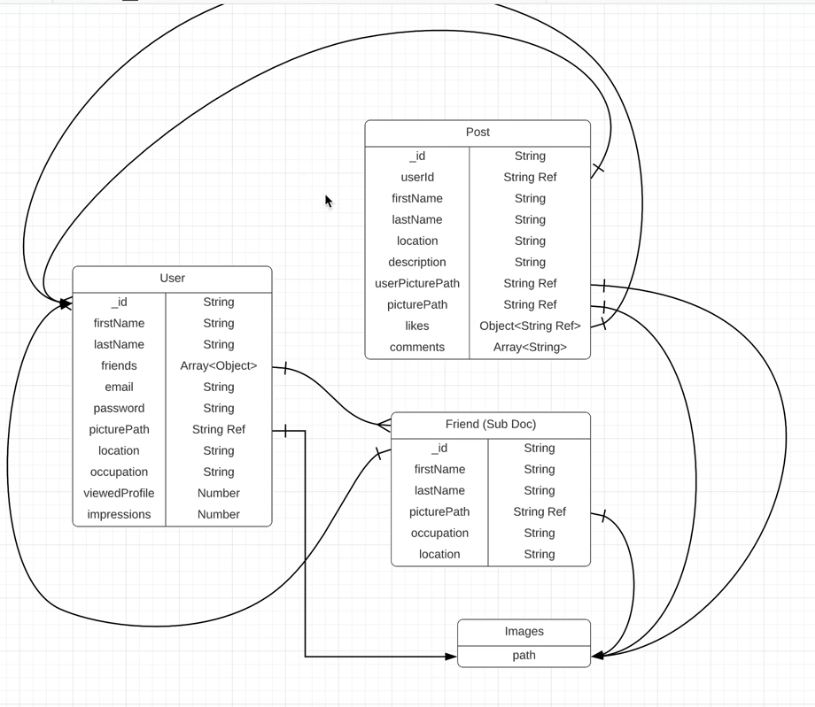 Post
_id String
userId String Ref
firstName String
lastName String
location String
description String
userPicturePath String Ref
picturePath String Ref
likes Object<String Ref>
comments Array<String>
User
_id String
firstName String
lastName String
friends Array<Object>
email String
password String
picturePath String Ref
location String
occupation String
viewedProfile Number
impressions Number
Friend (Sub Doc)
_id String
firstName String
lastName String
picturePath String Ref
occupation String
location String
Images
path